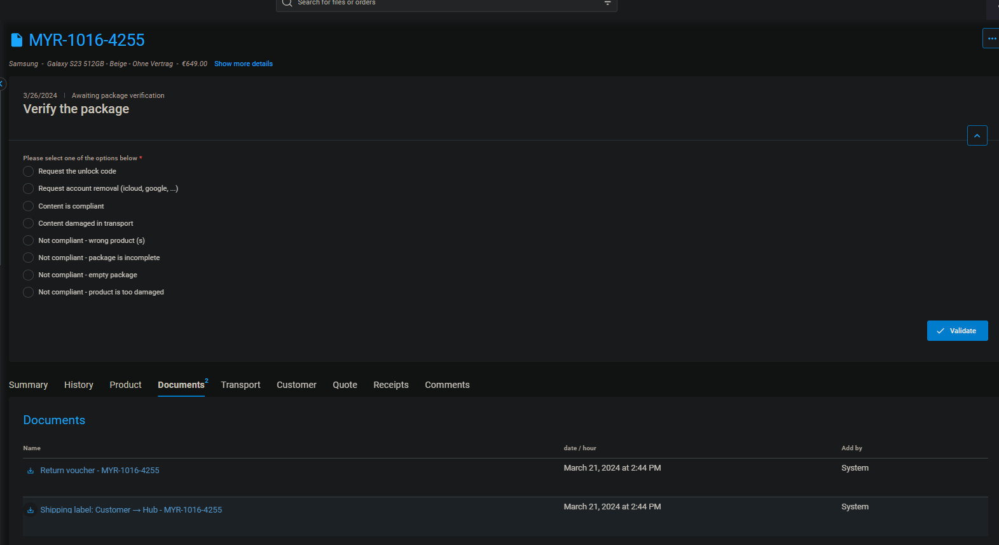 Search for files or orders
MYR-1016-4255
Samsung - Galaxy S23 512GB - Beige - Ohne Vertrag - €649.00 Show more details
3/26/2024 | Awaiting package verification
Verify the package
Please select one of the options below *
Request the unlock code
Request account removal (icloud, google, ...)
Content is compliant
Content damaged in transport
Not compliant - wrong product (s)
Not compliant - package is incomplete
Not compliant - empty package
Not compliant - product is too damaged
Validate
Summary History Product Documents 2 Transport Customer Quote Receipts Comments
Documents
Name date / hour Add by
Return voucher - MYR-1016-4255 March 21, 2024 at 2:44 PM System
Shipping label: Customer → Hub - MYR-1016-4255 March 21, 2024 at 2:44 PM System